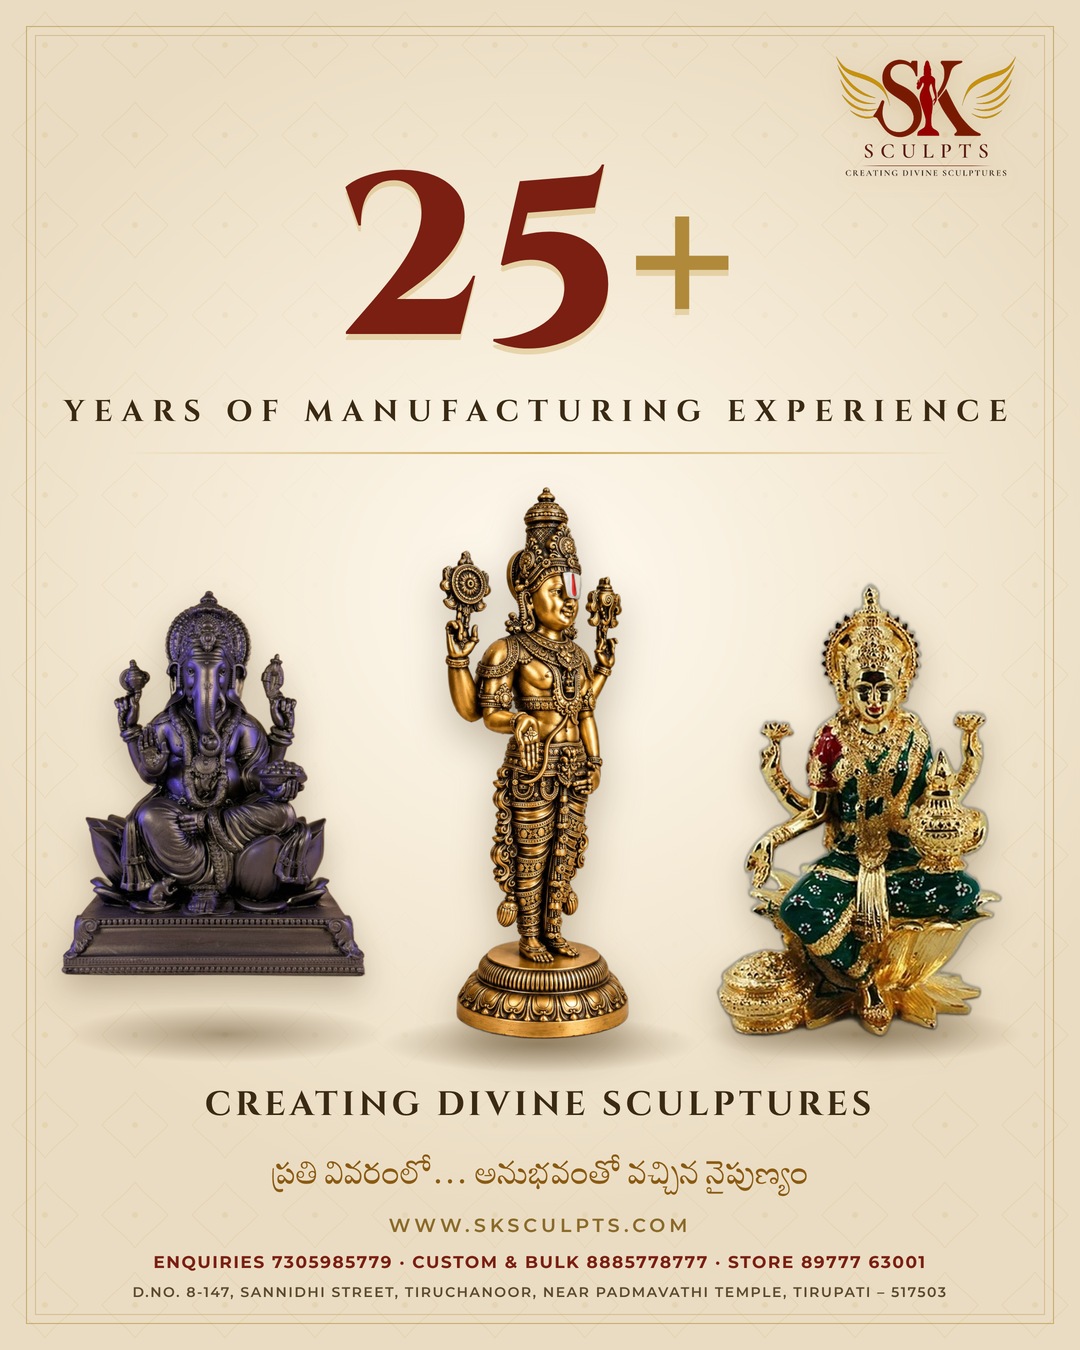 SK
SCULPTS
CREATING DIVINE SCULPTURES
25+
YEARS OF MANUFACTURING EXPERIENCE
CREATING DIVINE SCULPTURES
ప్రతి వివరంలో... అనుభవంతో వచ్చిన నైపుణ్యం
WWW.SKSCULPTS.COM
ENQUIRIES 7305985779 · CUSTOM & BULK 8885778777 · STORE 89777 63001
D.NO. 8-147, SANNIDHI STREET, TIRUCHANOOR, NEAR PADMAVATHI TEMPLE, TIRUPATI – 517503